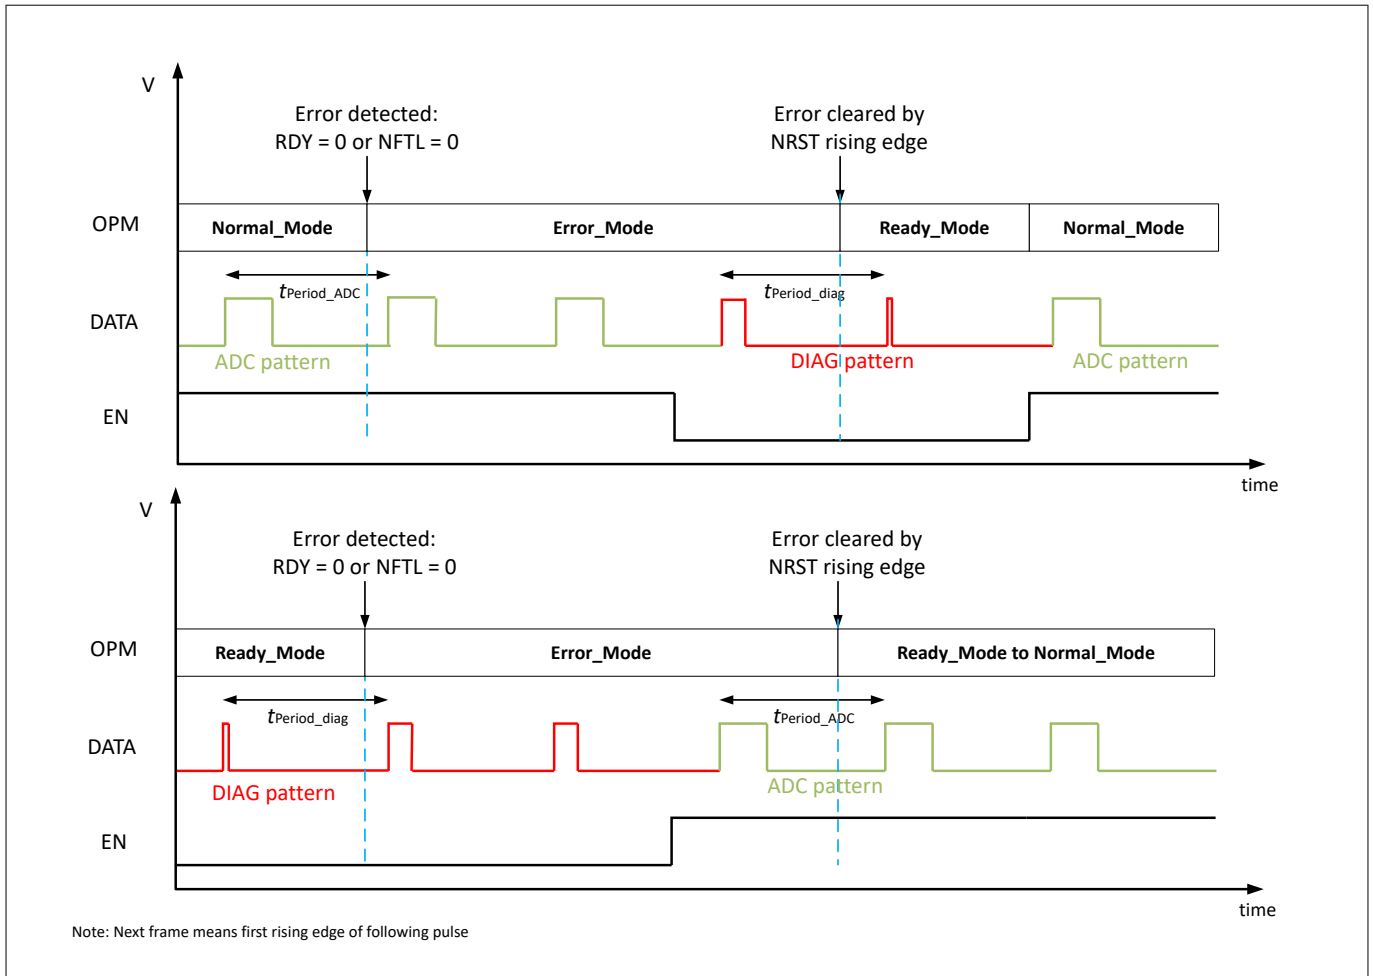 V
Error detected:
RDY = 0 or NFTL = 0
Error cleared by
NRST rising edge
OPM
Normal_Mode
Error_Mode
Ready_Mode
Normal_Mode
tPeriod_ADC
tPeriod_diag
DATA
ADC pattern
DIAG pattern
ADC pattern
EN
time
V
Error detected:
RDY = 0 or NFTL = 0
Error cleared by
NRST rising edge
OPM
Ready_Mode
Error_Mode
Ready_Mode to Normal_Mode
tPeriod_diag
tPeriod_ADC
DATA
DIAG pattern
ADC pattern
EN
time
Note: Next frame means first rising edge of following pulse